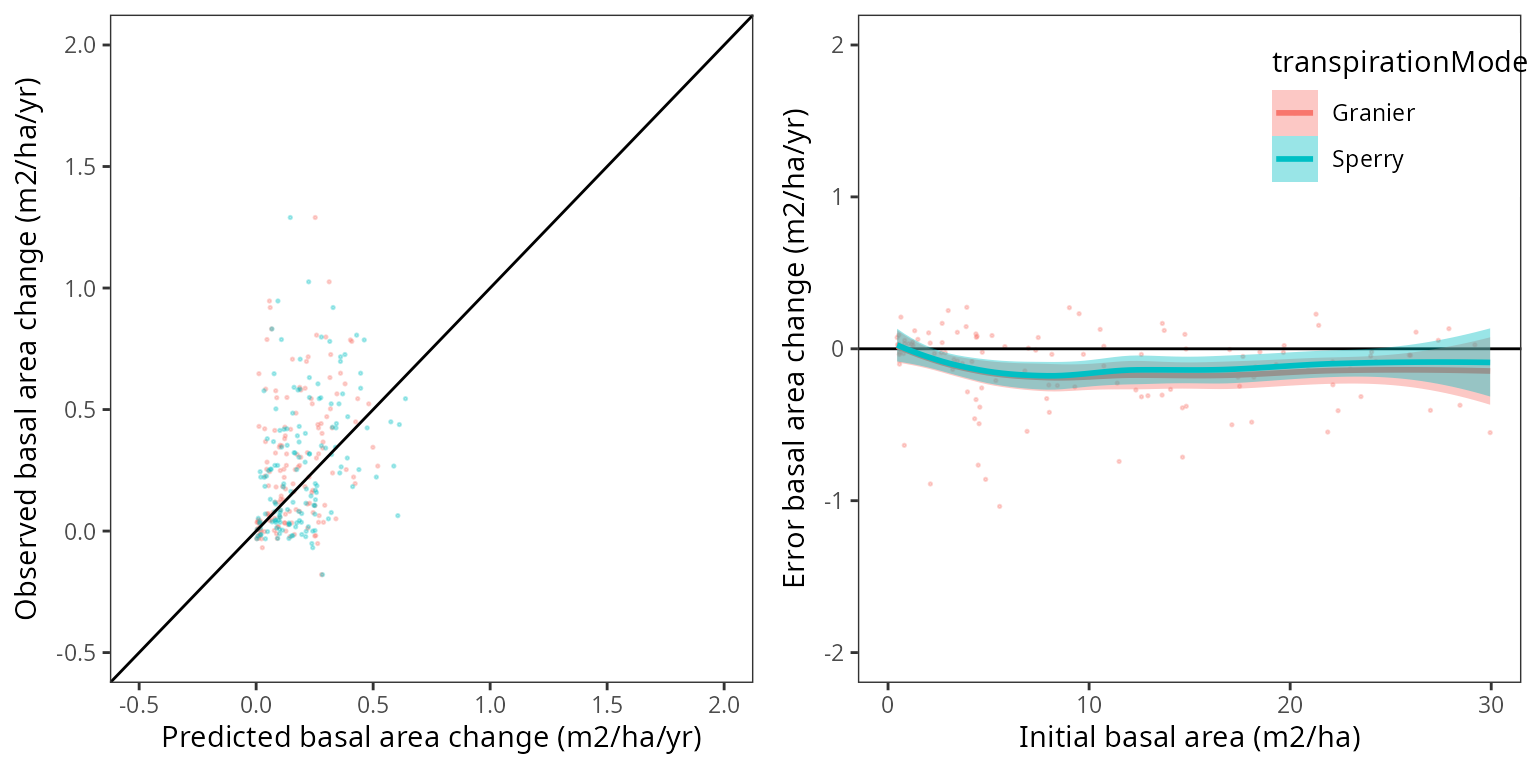 Observed basal area change (m2/ha/yr)
2.0
1.5
1.0
0.5
0.0
-0.5
-0.5 0.0 0.5 1.0 1.5 2.0
Predicted basal area change (m2/ha/yr)
Error basal area change (m2/ha/yr)
2
1
0
-1
-2
0 10 20 30
Initial basal area (m2/ha)
transpirationMode
Granier
Sperry